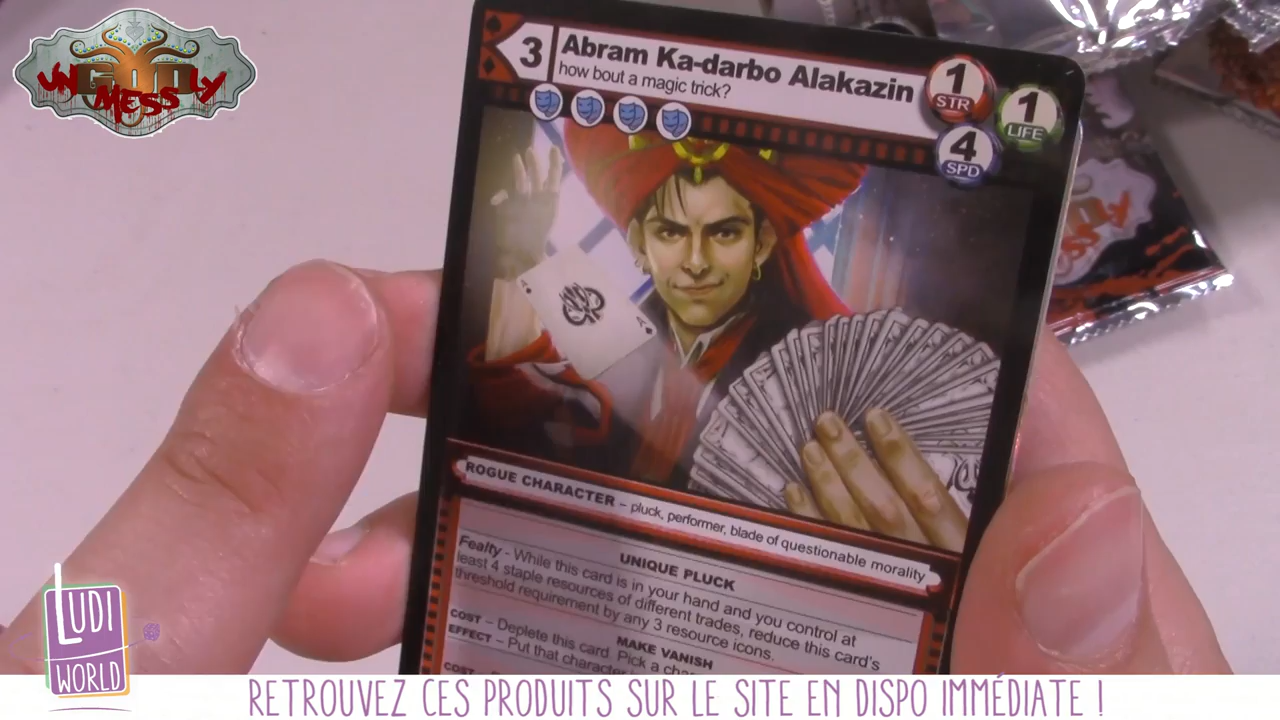 UNGODLY
MESS
3
Abram Ka-darbo Alakazin
how bout a magic trick?
1
STR
1
LIFE
4
SPD
A
A
ROGUE CHARACTER – pluck, performer, blade of questionable morality
UNIQUE PLUCK
Fealty - While this card is in your hand and you control at
least 4 staple resources of different trades, reduce this card's
threshold requirement by any 3 resource icons.
MAKE VANISH
COST – Deplete this card. Pick a
EFFECT – Put that character
COST
LUDI
WORLD
RETROUVEZ CES PRODUITS SUR LE SITE EN DISPO IMMÉDIATE !